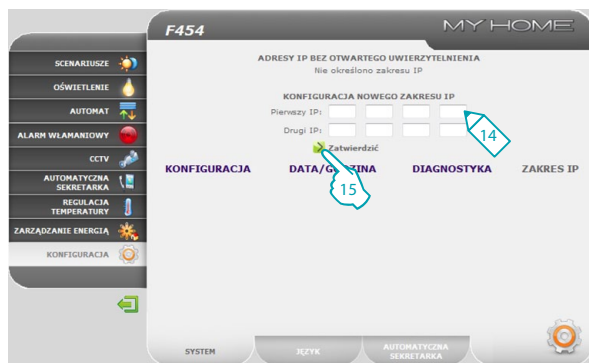 F454
MY HOME
SCENARIUSZE
OŚWIETLENIE
AUTOMAT
ALARM WŁAMANIOWY
CCTV
AUTOMATYCZNA
SEKRETARKA
REGULACJA
TEMPERATURY
ZARZĄDZANIE ENERGIĄ
KONFIGURACJA
ADRESY IP BEZ OTWARTEGO UWIERZYTELNIENIA
Nie określono zakresu IP
KONFIGURACJA NOWEGO ZAKRESU IP
Pierwszy IP:
14
Drugi IP:
Zatwierdzić
15
KONFIGURACJA DATA/GODZINA DIAGNOSTYKA ZAKRES IP
SYSTEM
JĘZYK
AUTOMATYCZNA
SEKRETARKA